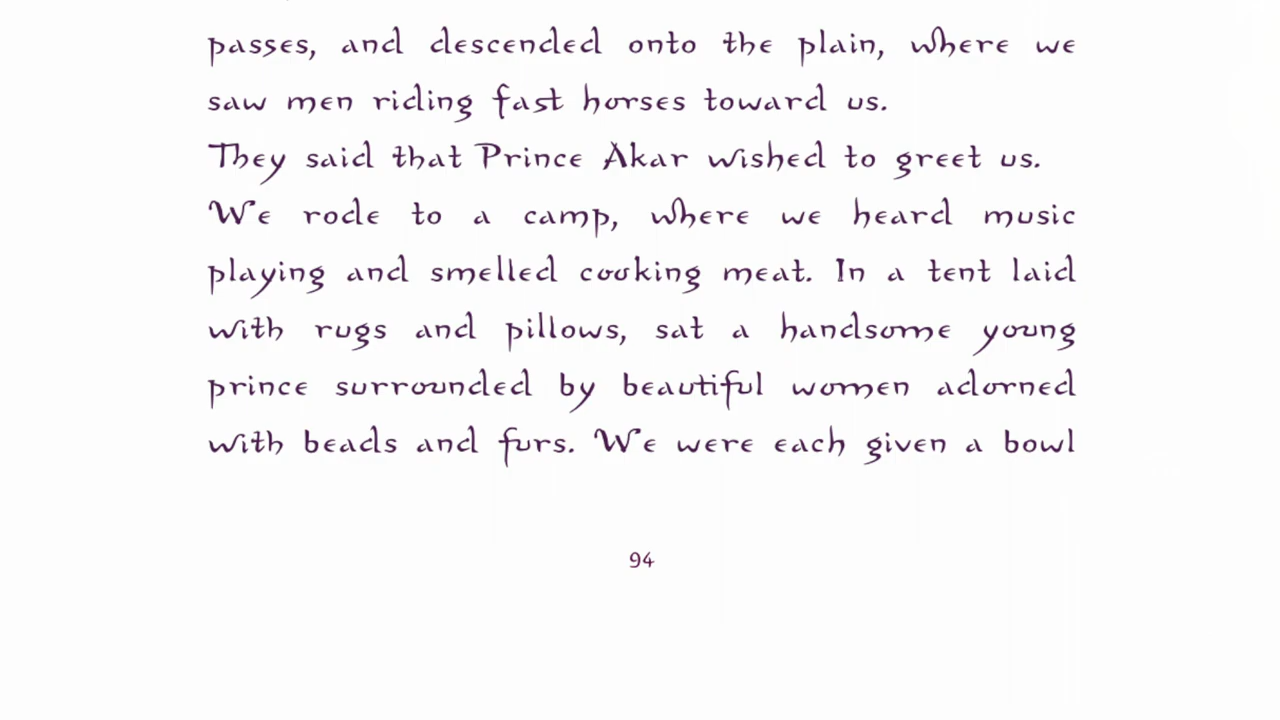 passes, and descended onto the plain, where we
saw men riding fast horses toward us.
They said that Prince Akar wished to greet us.
We rode to a camp, where we heard music
playing and smelled cooking meat. In a tent laid
with rugs and pillows, sat a handsome young
prince surrounded by beautiful women adorned
with beads and furs. We were each given a bowl
94